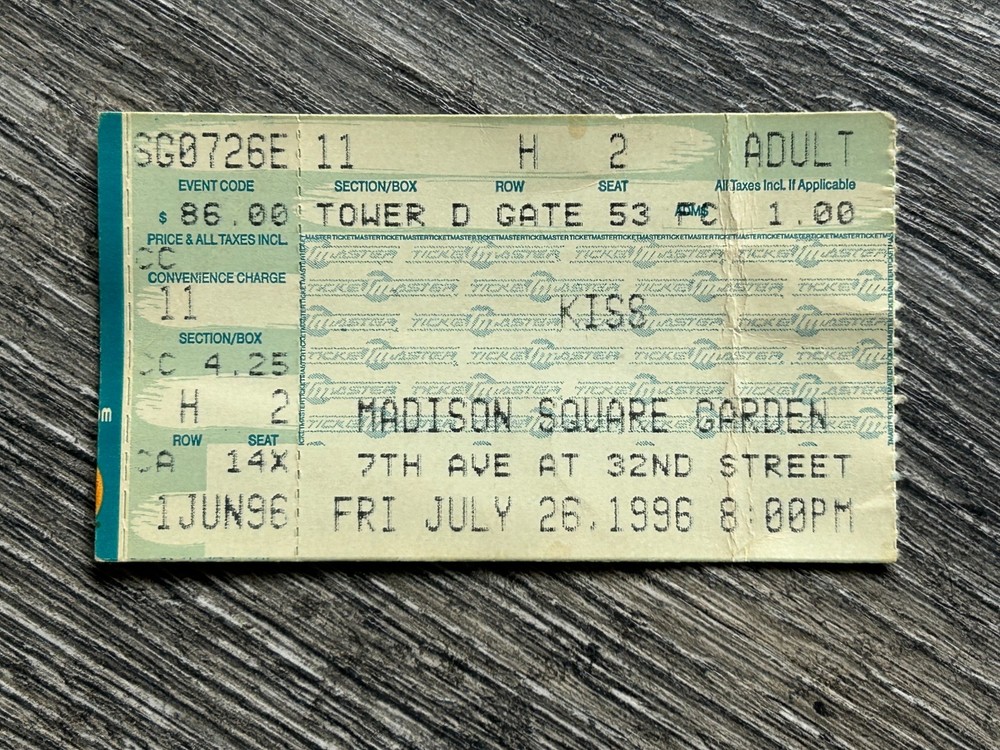 SG0726E 11 H 2 ADULT
EVENT CODE SECTION/BOX ROW SEAT All Taxes Incl. If Applicable
$ 86.00 TOWER D GATE 53 FC 1.00
PRICE & ALL TAXES INCL.
CC
CONVENIENCE CHARGE
11 KISS
SECTION/BOX
CC 4.25
H 2 MADISON SQUARE GARDEN
ROW SEAT
CA 14X 7TH AVE AT 32ND STREET
1JUN96 FRI JULY 26,1996 8:00PM
TICKETMASTER